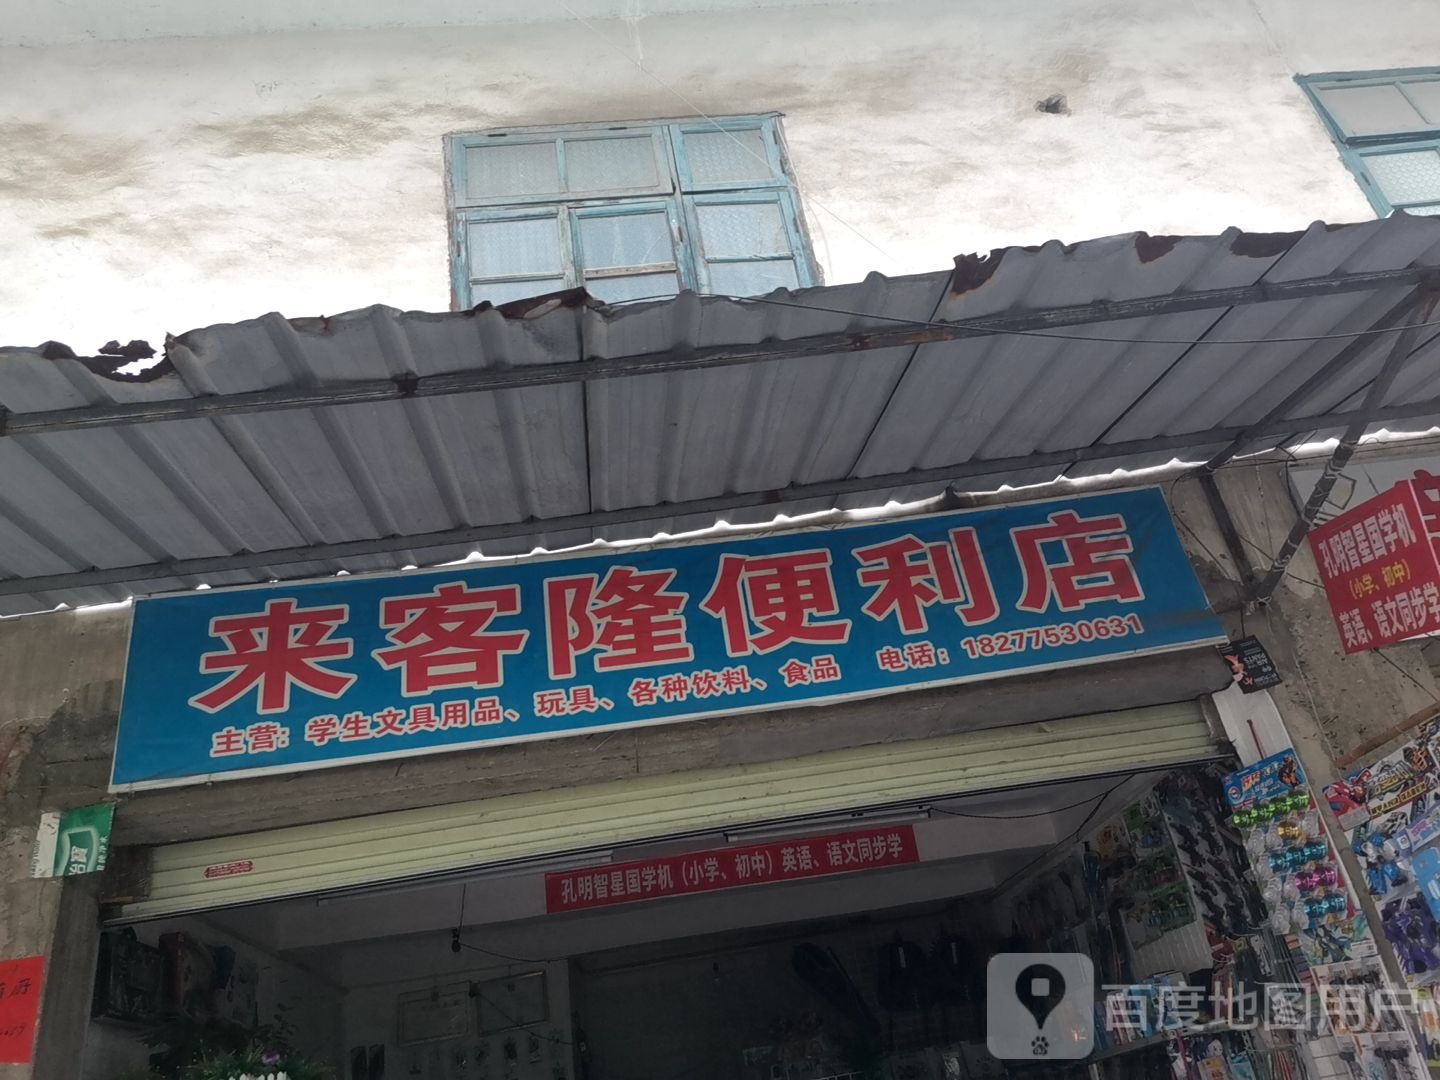 来客隆便利店
主营：学生文具用品、玩具、各种饮料、食品 电话：18277530631
孔明智星国学机
（小学、初中）
英语、语文同步学
孔明智星国学机（小学、初中）英语、语文同步学
百度地图用户